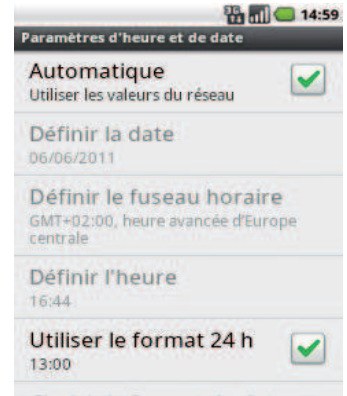 3G 14:59
Paramètres d'heure et de date
Automatique
Utiliser les valeurs du réseau
Définir la date
06/06/2011
Définir le fuseau horaire
GMT+02:00, heure avancée d'Europe
centrale
Définir l'heure
16:44
Utiliser le format 24 h
13:00